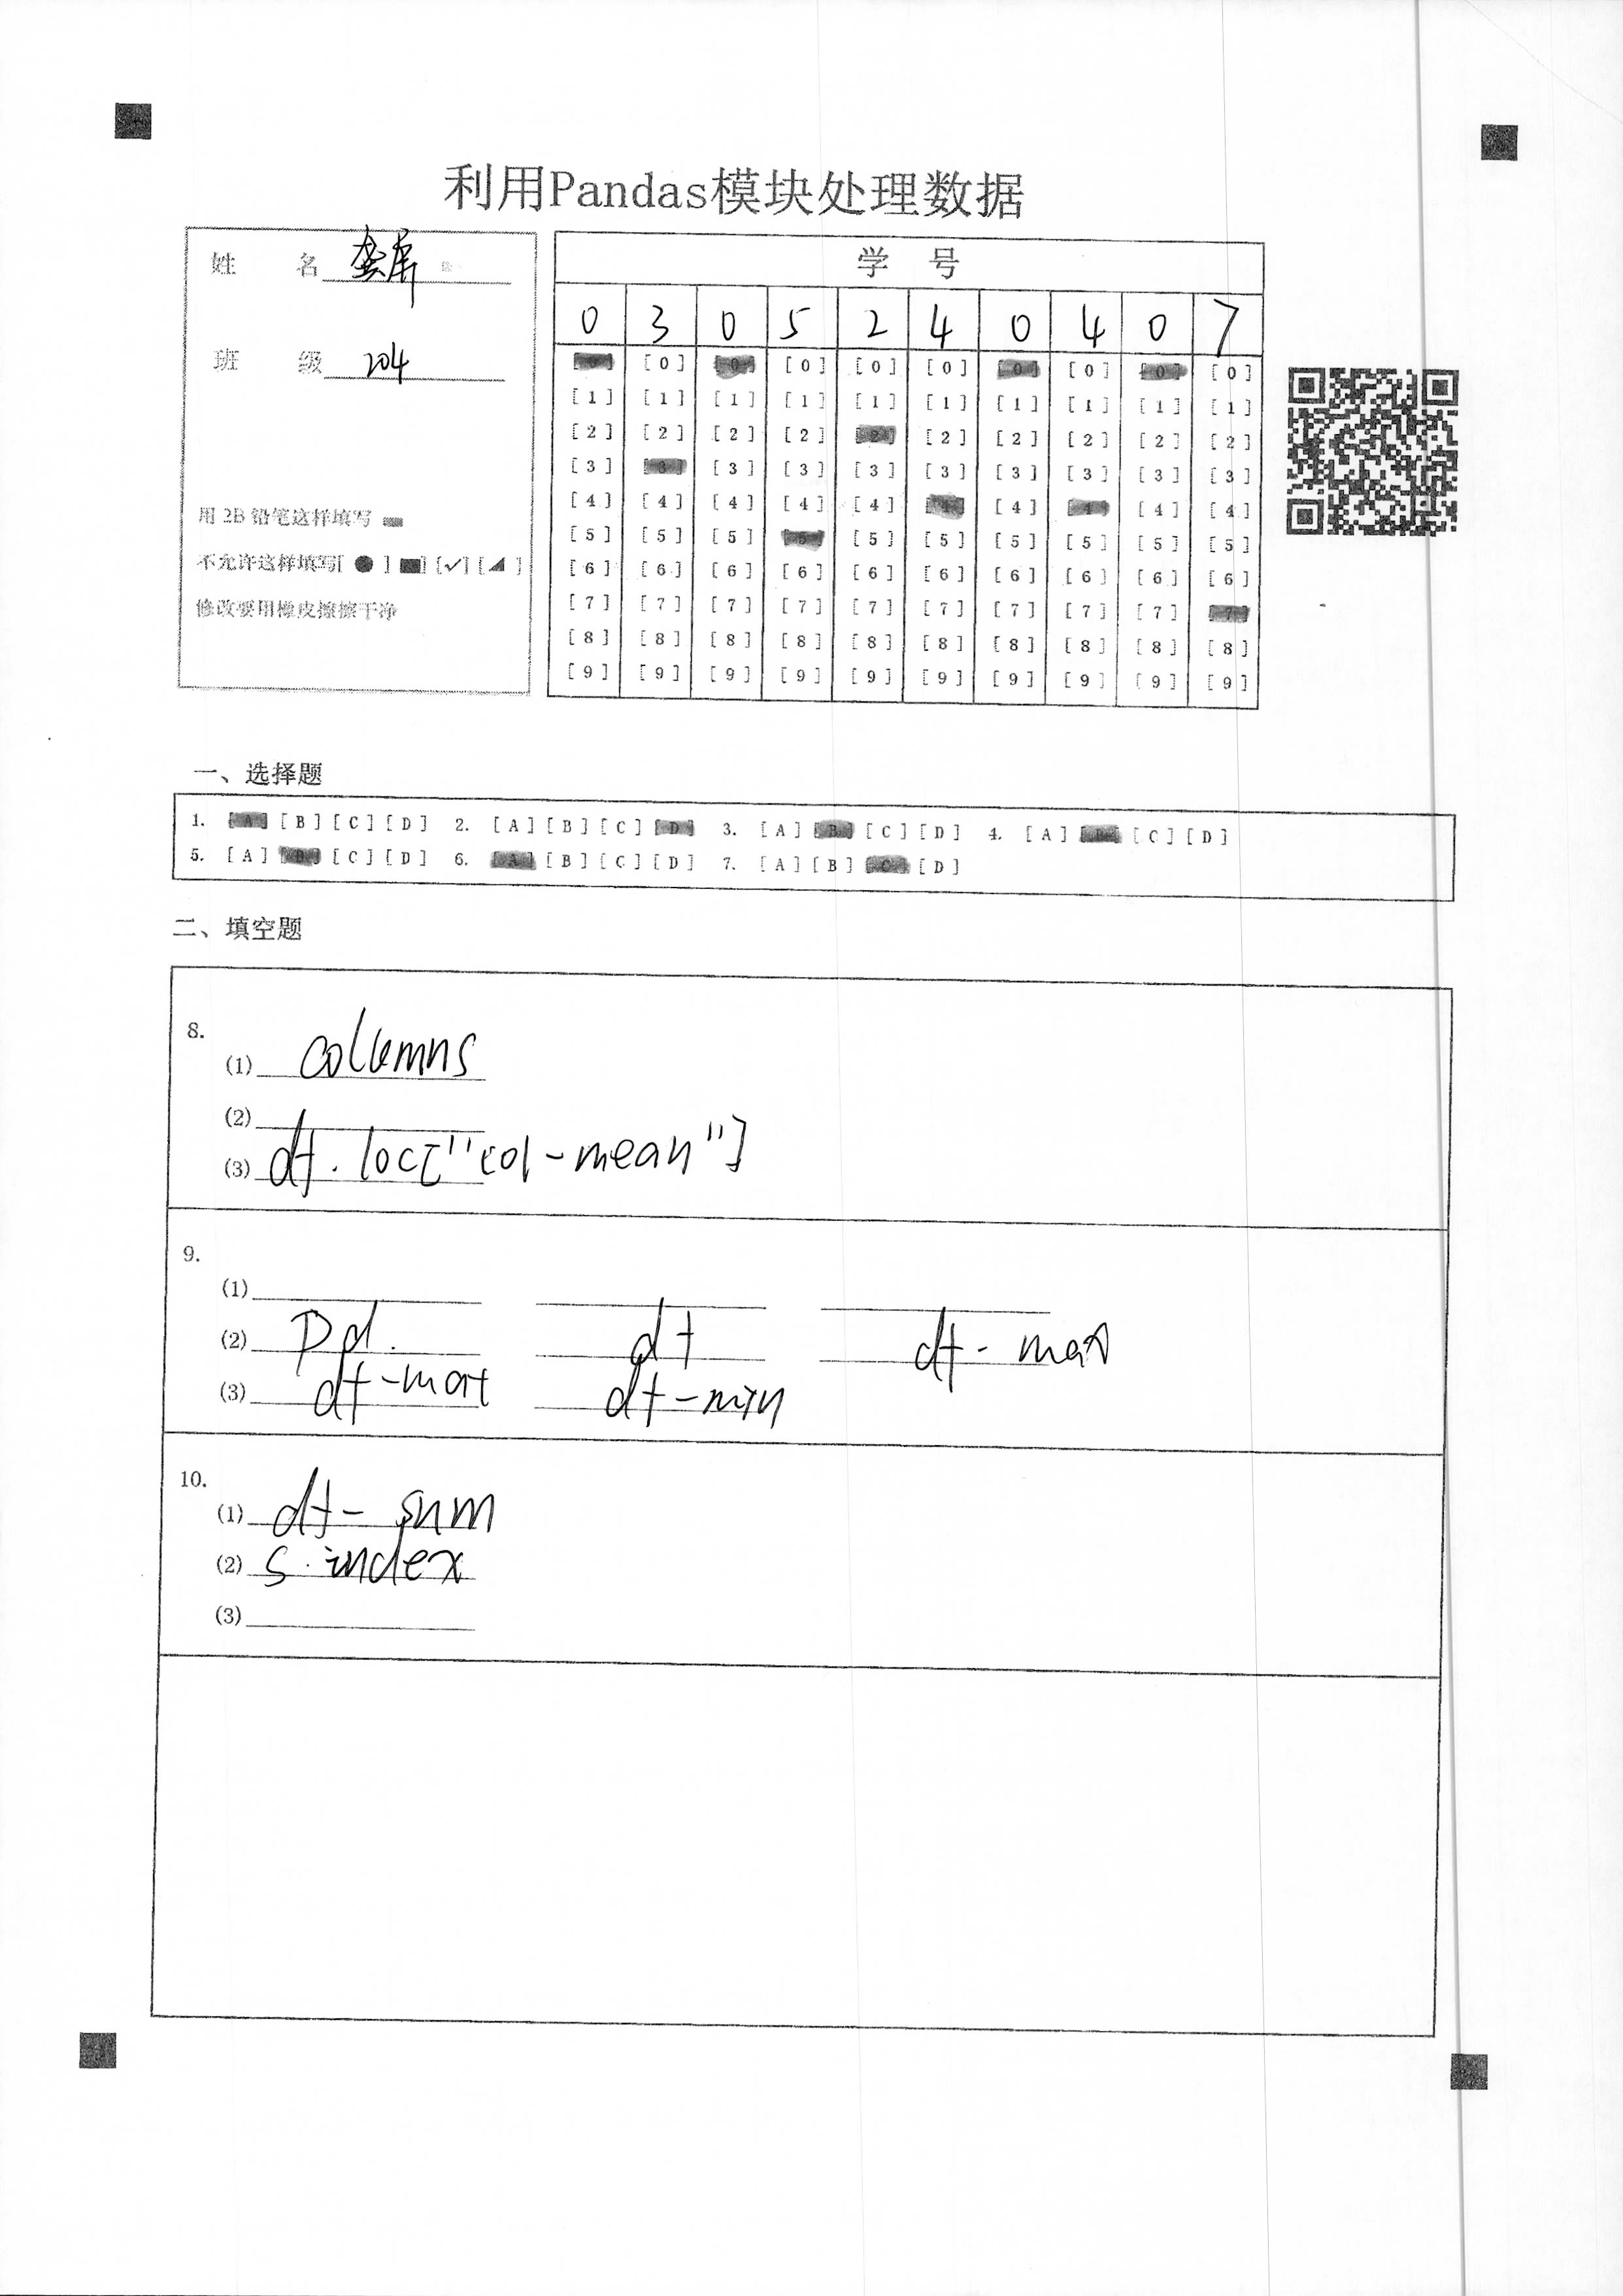 利用Pandas模块处理数据
姓 名 龚犀
班 级 204
用 2B 铅笔这样填写
不允许这样填写[ ● ] ■] [✓] [◢ ]
修改要用橡皮擦擦干净
学 号
0 3 0 5 2 4 0 4 0 7
[0] [0] [0] [0] [0] [0] [0] [0] [0] [0]
[1] [1] [1] [1] [1] [1] [1] [1] [1] [1]
[2] [2] [2] [2] [2] [2] [2] [2] [2] [2]
[3] [3] [3] [3] [3] [3] [3] [3] [3] [3]
[4] [4] [4] [4] [4] [4] [4] [4] [4] [4]
[5] [5] [5] [5] [5] [5] [5] [5] [5] [5]
[6] [6] [6] [6] [6] [6] [6] [6] [6] [6]
[7] [7] [7] [7] [7] [7] [7] [7] [7] [7]
[8] [8] [8] [8] [8] [8] [8] [8] [8] [8]
[9] [9] [9] [9] [9] [9] [9] [9] [9] [9]
一、选择题
1. [A] [B] [C] [D] 2. [A] [B] [C] [D] 3. [A] [B] [C] [D] 4. [A] [B] [C] [D]
5. [A] [B] [C] [D] 6. [A] [B] [C] [D] 7. [A] [B] [C] [D]
二、填空题
8.
(1) columns
(2)
(3) df.loc["col-mean"]
9.
(1)
(2) Pd. df df-max
(3) df-max df-min
10.
(1) df-sum
(2) s.index
(3)